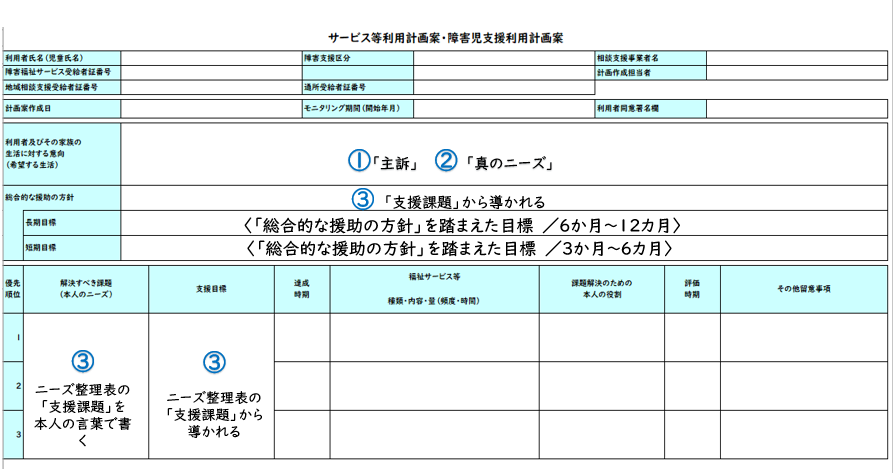 サービス等利用計画案・障害児支援利用計画案
利用者氏名(児童氏名)
障害支援区分
相談支援事業者名
障害福祉サービス受給者証番号
計画作成担当者
地域相談支援受給者証番号
通所受給者証番号
計画案作成日
モニタリング期間(開始年月)
利用者同意署名欄
利用者及びその家族の
生活に対する意向
(希望する生活)
①「主訴」 ②「真のニーズ」
総合的な援助の方針
③「支援課題」から導かれる
長期目標
〈「総合的な援助の方針」を踏まえた目標 /6か月~12カ月〉
短期目標
〈「総合的な援助の方針」を踏まえた目標 /3か月~6カ月〉
優先
順位
解決すべき課題
(本人のニーズ)
支援目標
達成
時期
福祉サービス等
種類・内容・量(頻度・時間)
課題解決のための
本人の役割
評価
時期
その他留意事項
1
2
3
③
ニーズ整理表の
「支援課題」を
本人の言葉で書
く
③
ニーズ整理表の
「支援課題」から
導かれる